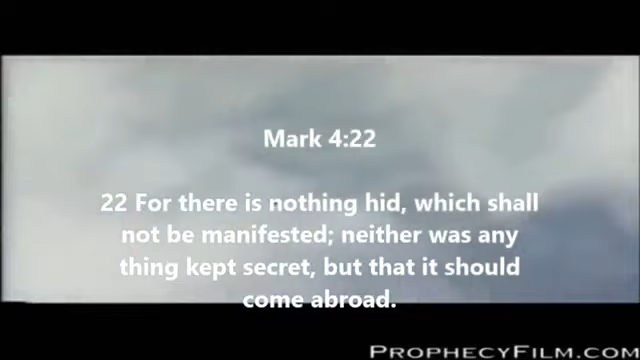 Mark 4:22
22 For there is nothing hid, which shall
not be manifested; neither was any
thing kept secret, but that it should
come abroad.
PROPHECYFILM.COM